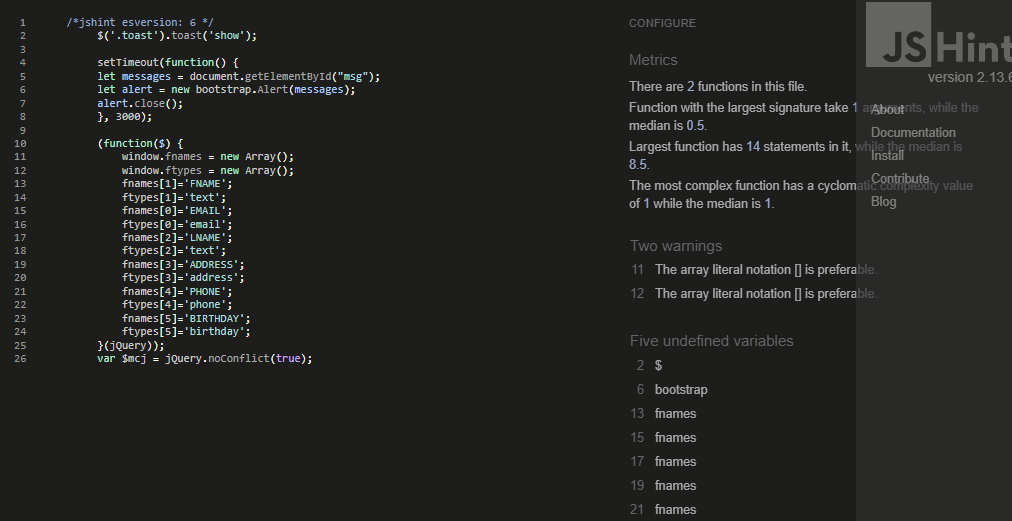 1 /*jshint esversion: 6 */
2 $('.toast').toast('show');
3
4 setTimeout(function() {
5 let messages = document.getElementById("msg");
6 let alert = new bootstrap.Alert(messages);
7 alert.close();
8 }, 3000);
9
10 (function($) {
11 window.fnames = new Array();
12 window.ftypes = new Array();
13 fnames[1]='FNAME';
14 ftypes[1]='text';
15 fnames[0]='EMAIL';
16 ftypes[0]='email';
17 fnames[2]='LNAME';
18 ftypes[2]='text';
19 fnames[3]='ADDRESS';
20 ftypes[3]='address';
21 fnames[4]='PHONE';
22 ftypes[4]='phone';
23 fnames[5]='BIRTHDAY';
24 ftypes[5]='birthday';
25 }(jQuery));
26 var $mcj = jQuery.noConflict(true);
CONFIGURE
Metrics
There are 2 functions in this file.
Function with the largest signature take 1 arguments, while the
median is 0.5.
Largest function has 14 statements in it, while the median is
8.5.
The most complex function has a cyclomatic complexity value
of 1 while the median is 1.
Two warnings
11 The array literal notation [] is preferable.
12 The array literal notation [] is preferable.
Five undefined variables
2 $
6 bootstrap
13 fnames
15 fnames
17 fnames
19 fnames
21 fnames
JSHint
version 2.13.6
About
Documentation
Install
Contribute
Blog